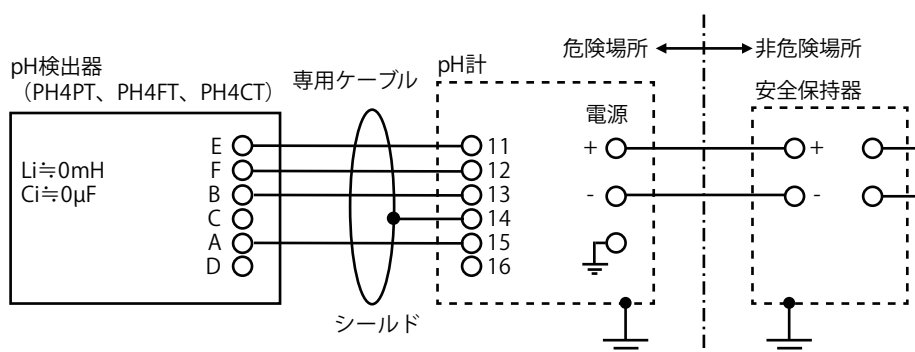 危険場所
非危険場所
pH検出器
（PH4PT、PH4FT、PH4CT）
専用ケーブル
pH計
安全保持器
電源
Li≒0mH
Ci≒0μF
E
F
B
C
A
D
11
12
13
14
15
16
+
-
+
-
シールド